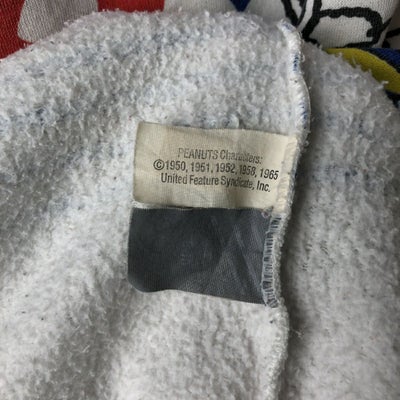 PEANUTS Characters:
©1950, 1951, 1952, 1958, 1965
United Feature Syndicate, Inc.